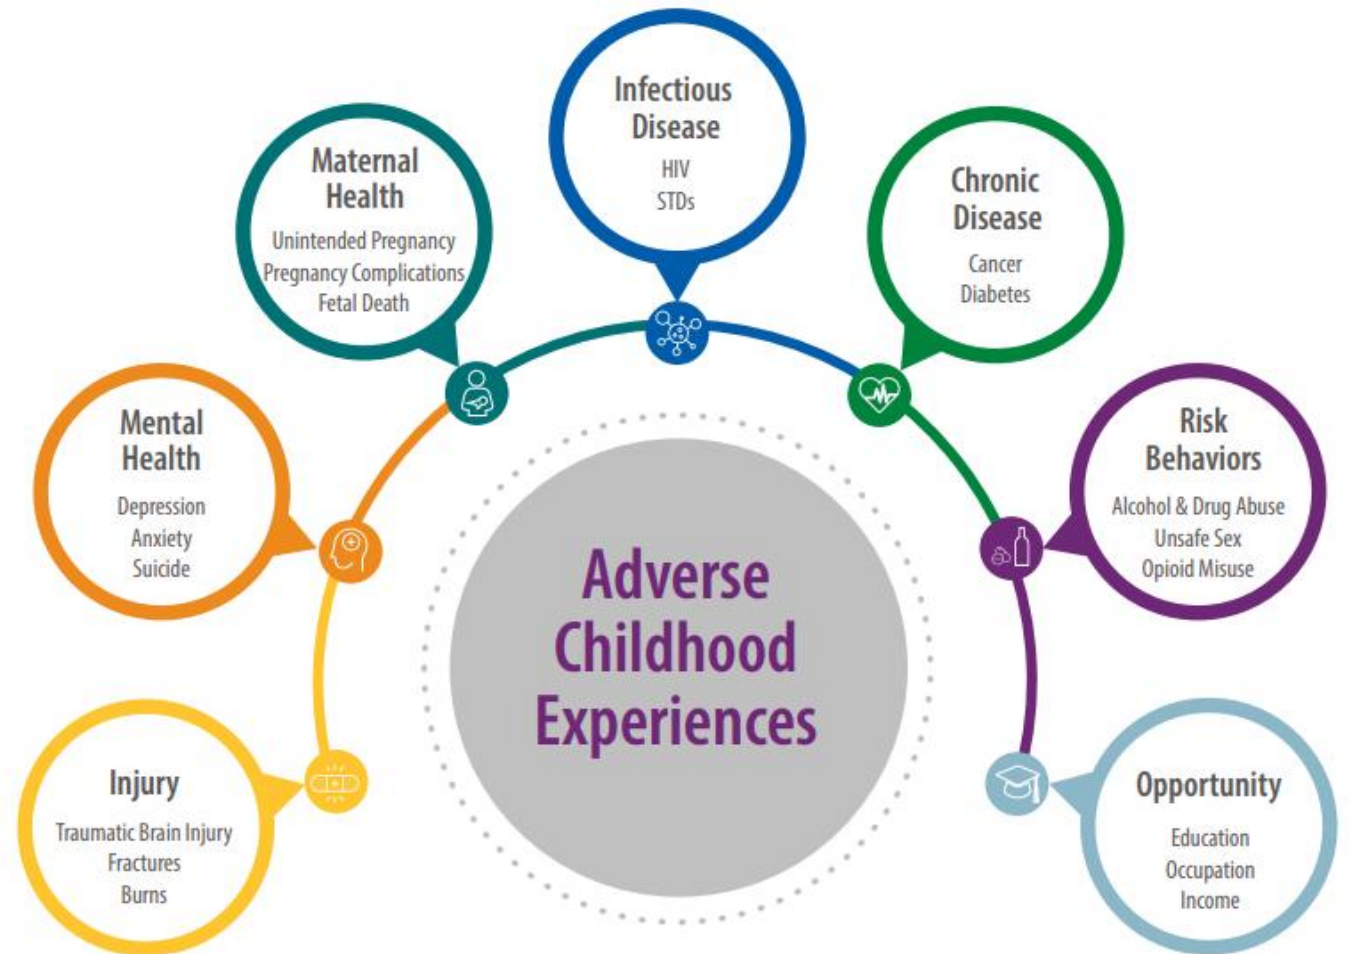 Infectious
Disease
HIV
STDs
Maternal
Health
Unintended Pregnancy
Pregnancy Complications
Fetal Death
Chronic
Disease
Cancer
Diabetes
Mental
Health
Depression
Anxiety
Suicide
Risk
Behaviors
Alcohol & Drug Abuse
Unsafe Sex
Opioid Misuse
Adverse
Childhood
Experiences
Injury
Traumatic Brain Injury
Fractures
Burns
Opportunity
Education
Occupation
Income